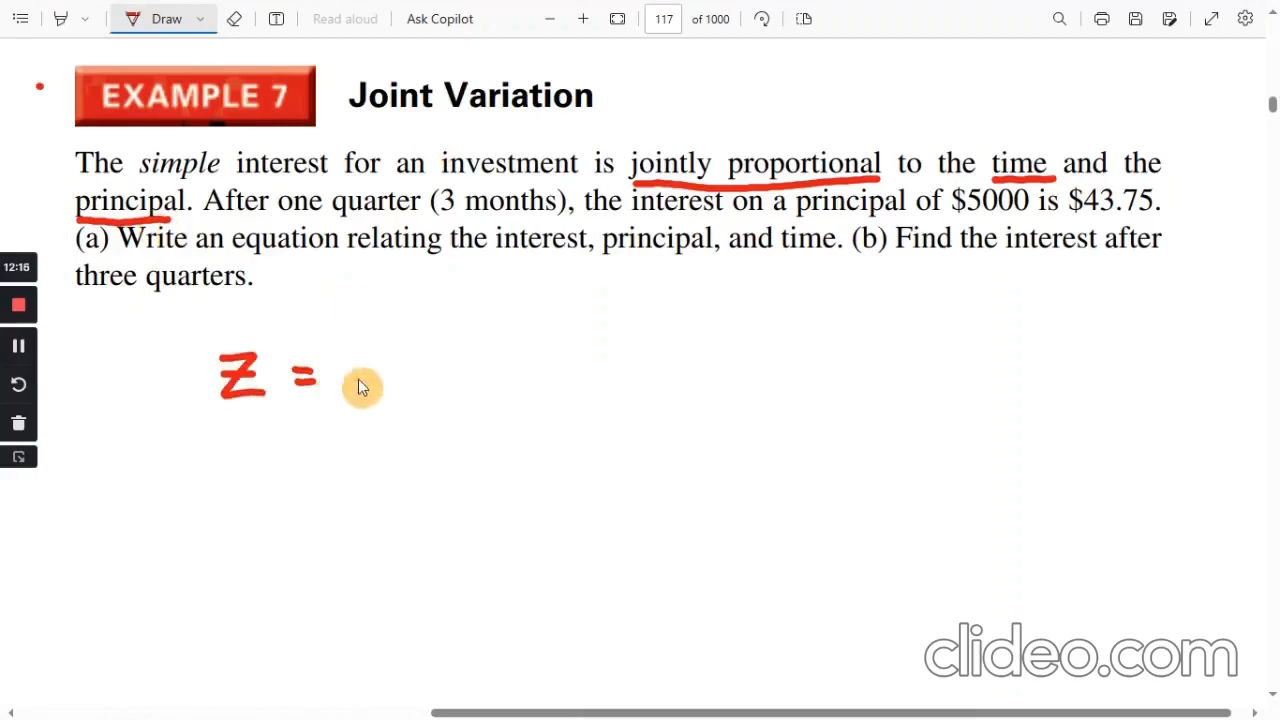 Draw
Read aloud
Ask Copilot
117 of 1000
EXAMPLE 7 Joint Variation
The simple interest for an investment is jointly proportional to the time and the
principal. After one quarter (3 months), the interest on a principal of $5000 is $43.75.
(a) Write an equation relating the interest, principal, and time. (b) Find the interest after
three quarters.
12:16
Z =
clideo.com